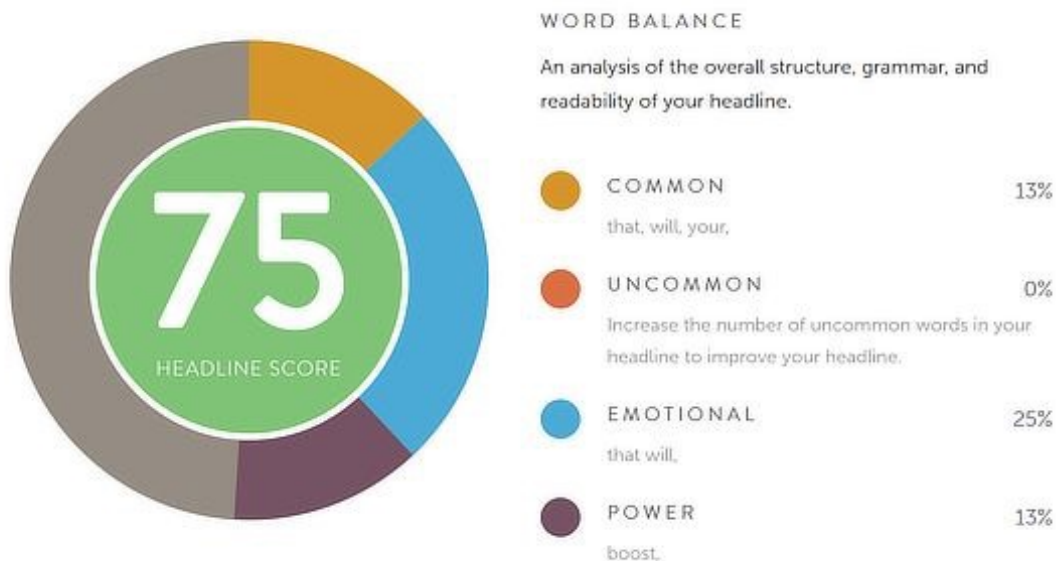 75
HEADLINE SCORE
WORD BALANCE
An analysis of the overall structure, grammar, and
readability of your headline.
COMMON 13%
that, will, your,
UNCOMMON 0%
Increase the number of uncommon words in your
headline to improve your headline.
EMOTIONAL 25%
that will,
POWER 13%
boost,